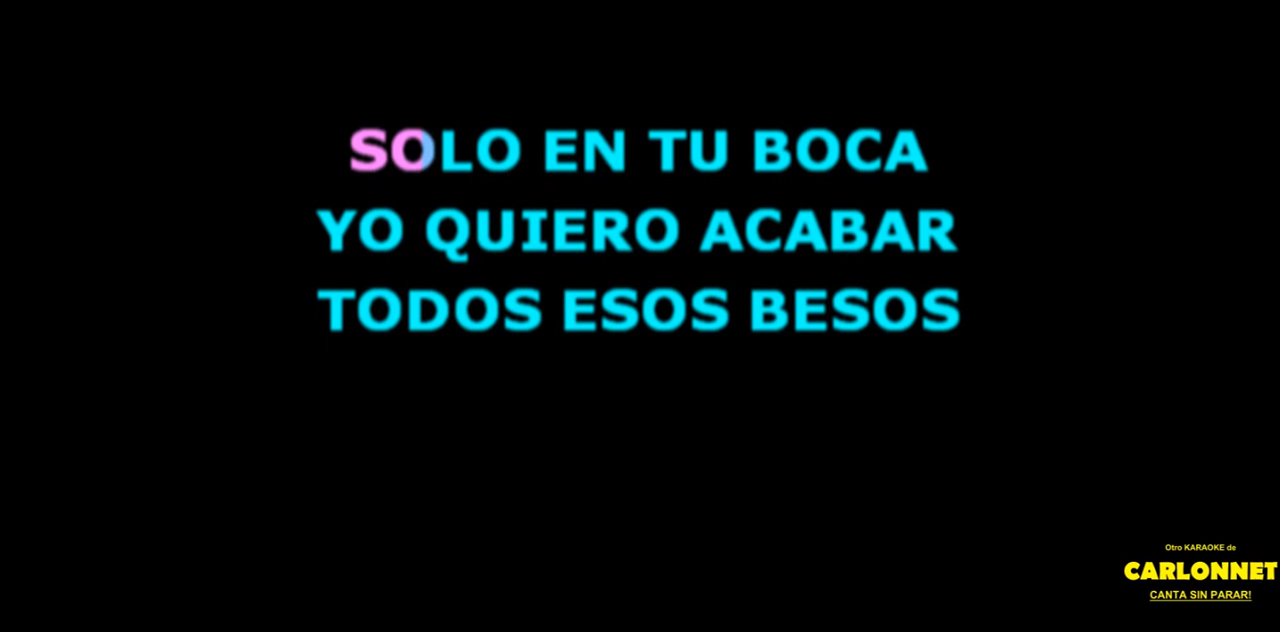 SOLO EN TU BOCA
YO QUIERO ACABAR
TODOS ESOS BESOS
Otro KARAOKE de
CARLONNET
CANTA SIN PARAR!